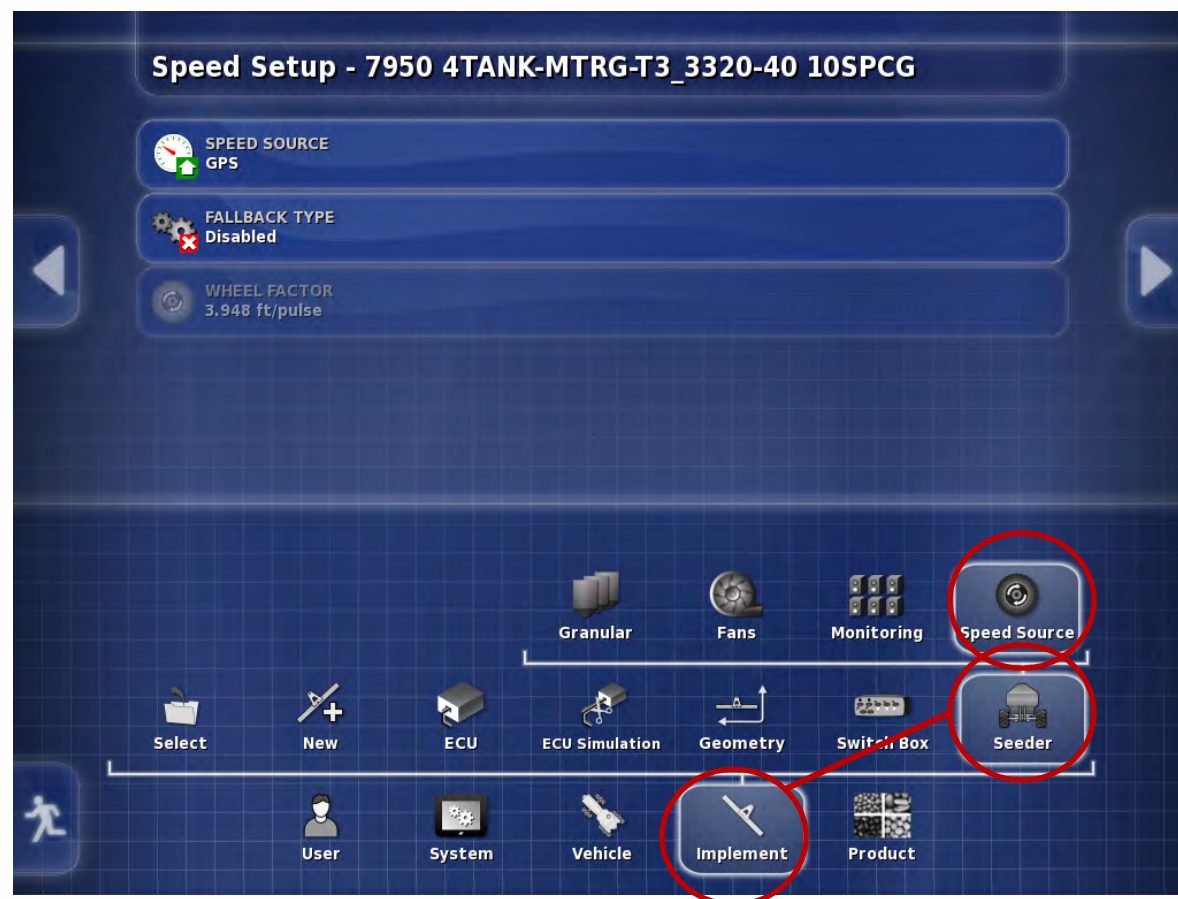 Speed Setup - 7950 4TANK-MTRG-T3_3320-40 10SPCG
SPEED SOURCE
GPS
FALLBACK TYPE
Disabled
WHEEL FACTOR
3.948 ft/pulse
Granular Fans Monitoring Speed Source
Select New ECU ECU Simulation Geometry Switch Box Seeder
User System Vehicle Implement Product